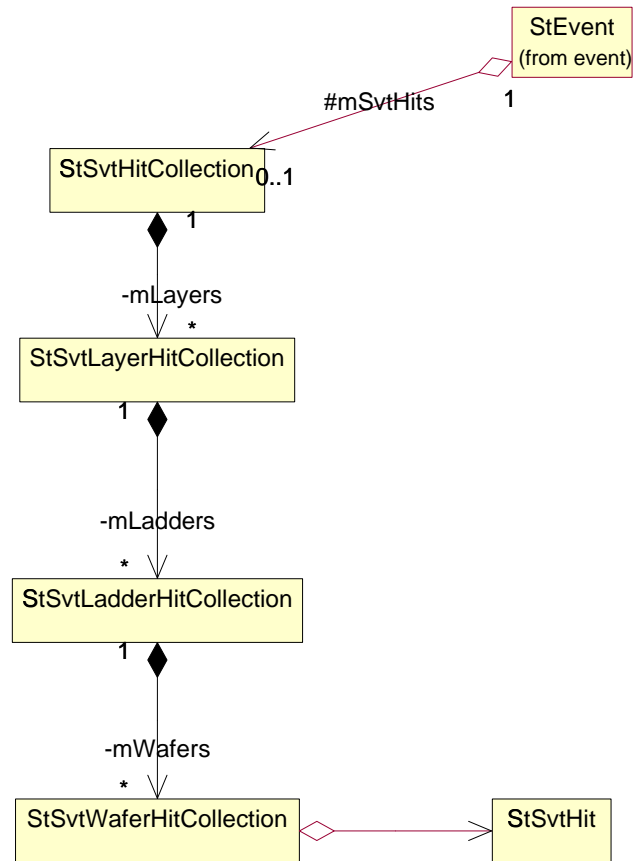 StEvent
(from event)
#mSvtHits
1
StSvtHitCollection
0..1
1
-mLayers
*
StSvtLayerHitCollection
1
-mLadders
*
StSvtLadderHitCollection
1
-mWafers
*
StSvtWaferHitCollection
StSvtHit